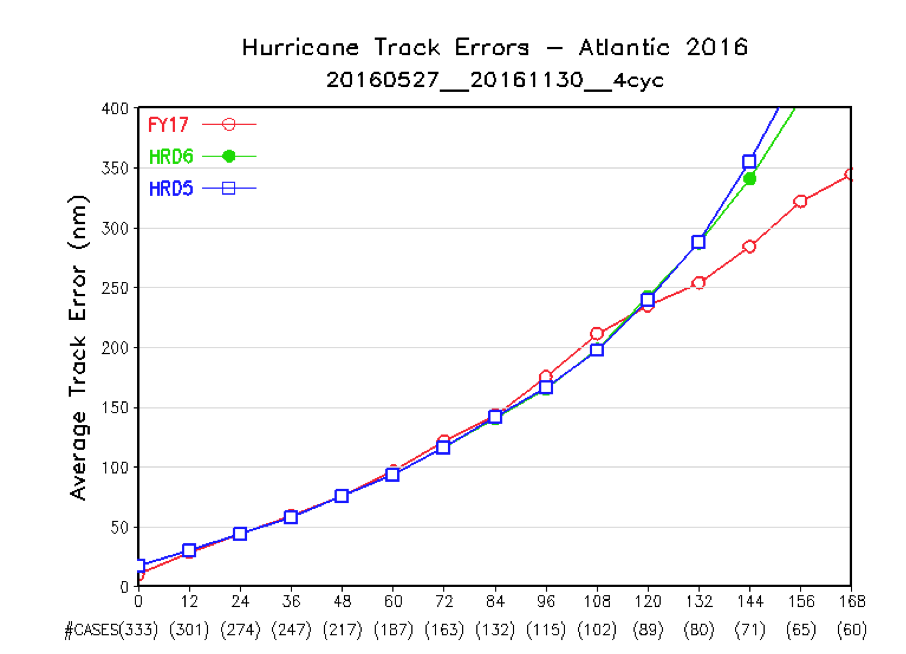 Hurricane Track Errors – Atlantic 2016
20160527__20161130__4cyc
FY17
HRD6
HRD5
Average Track Error (nm)
400
350
300
250
200
150
100
50
0
0 12 24 36 48 60 72 84 96 108 120 132 144 156 168
#CASES(333) (301) (274) (247) (217) (187) (163) (132) (115) (102) (89) (80) (71) (65) (60)